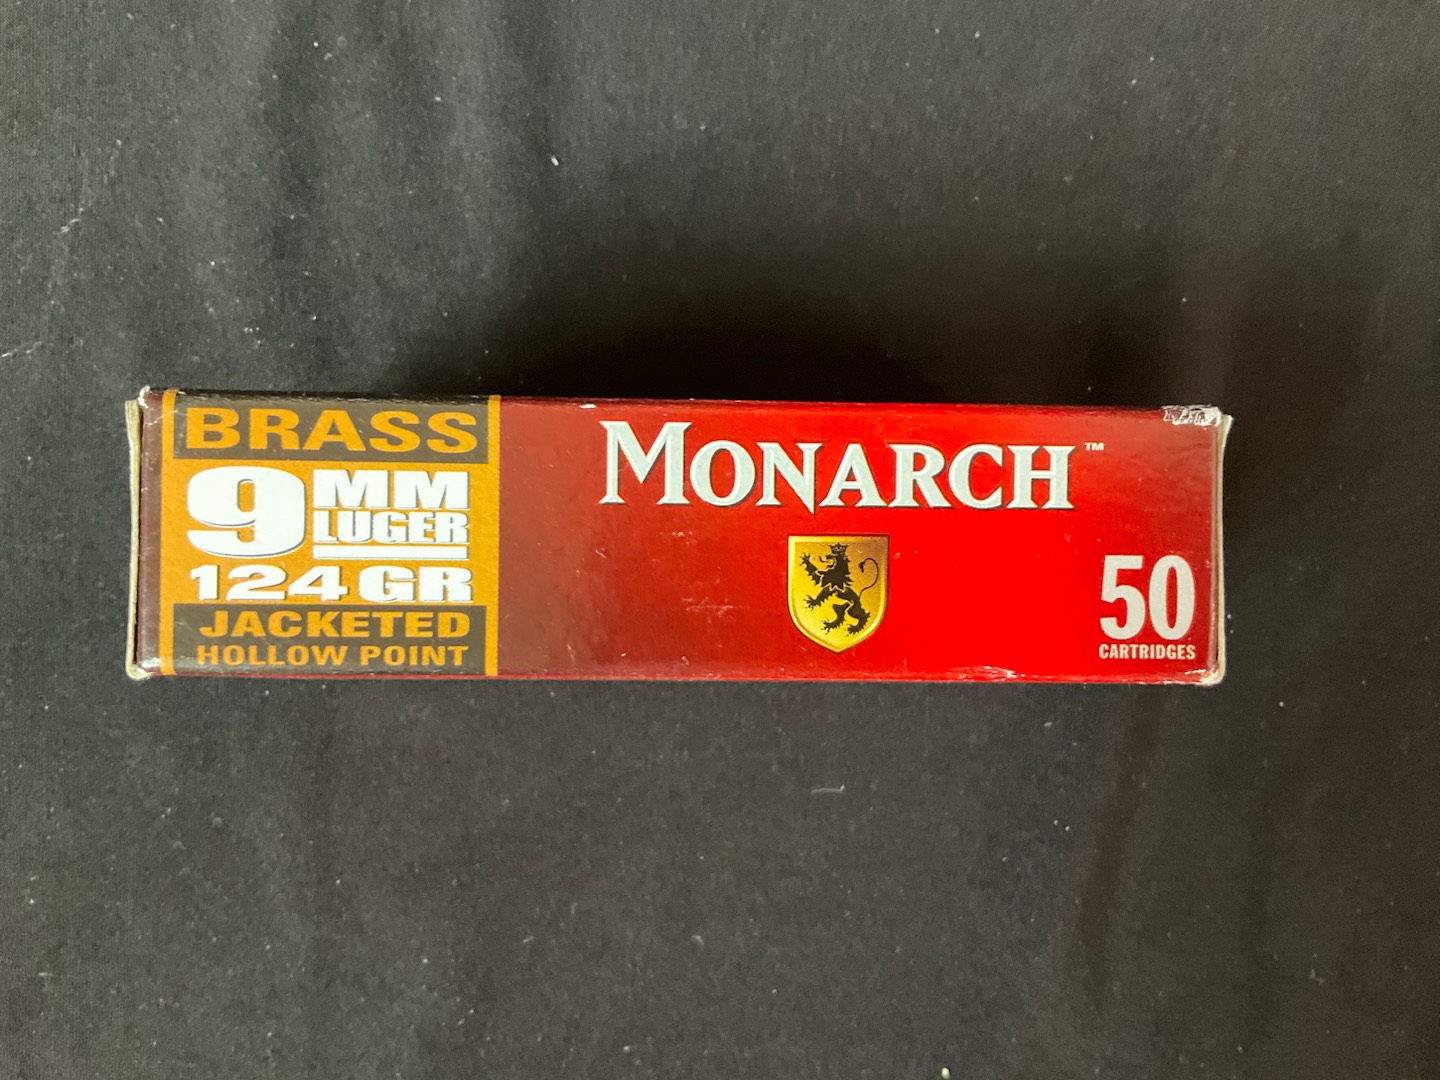 BRASS
9 MM
LUGER
124 GR
JACKETED
HOLLOW POINT
MONARCH™
50
CARTRIDGES